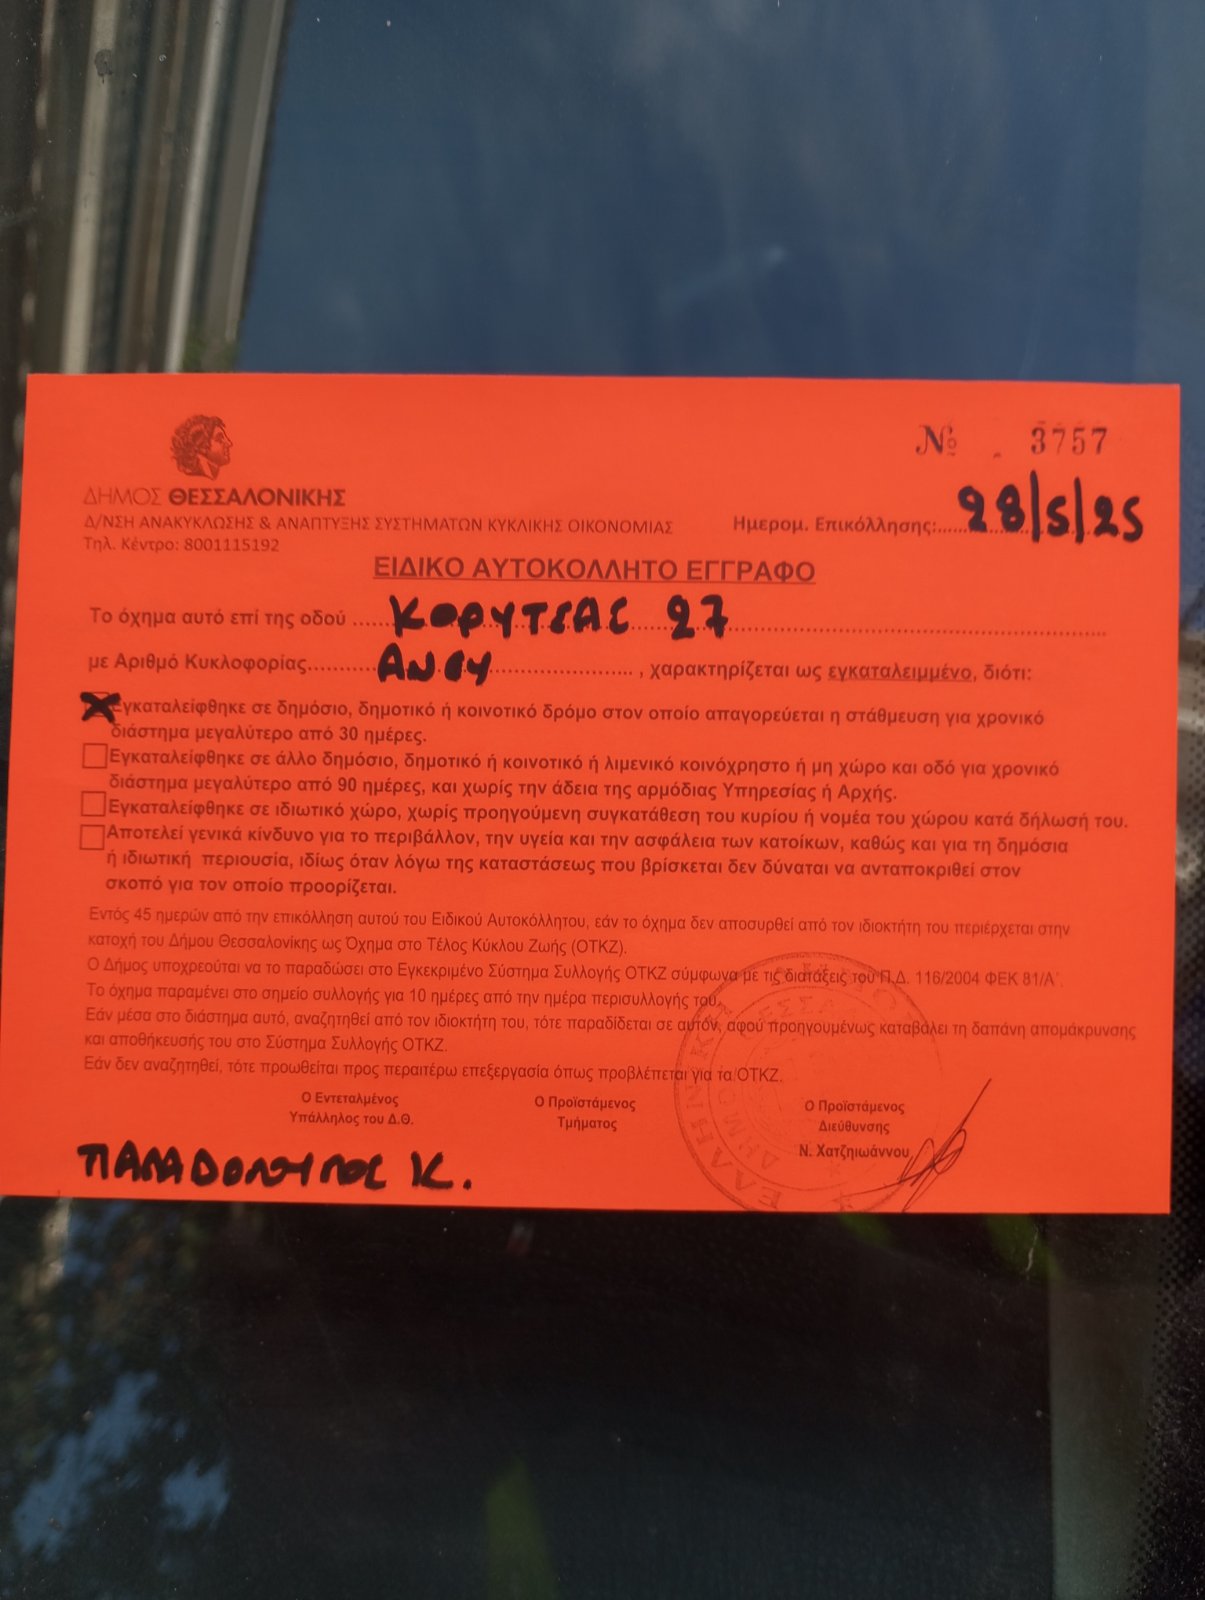 Nο 3757
ΔΗΜΟΣ ΘΕΣΣΑΛΟΝΙΚΗΣ
Δ/ΝΣΗ ΑΝΑΚΥΚΛΩΣΗΣ & ΑΝΑΠΤΥΞΗΣ ΣΥΣΤΗΜΑΤΩΝ ΚΥΚΛΙΚΗΣ ΟΙΚΟΝΟΜΙΑΣ
Ημερομ. Επικόλλησης: 28/5/25
Τηλ. Κέντρο: 8001115192
ΕΙΔΙΚΟ ΑΥΤΟΚΟΛΛΗΤΟ ΕΓΓΡΑΦΟ
Το όχημα αυτό επί της οδού ΚΟΡΥΤΣΑΣ 27
με Αριθμό Κυκλοφορίας ΑΝΕΥ , χαρακτηρίζεται ως εγκαταλειμμένο, διότι:
Εγκαταλείφθηκε σε δημόσιο, δημοτικό ή κοινοτικό δρόμο στον οποίο απαγορεύεται η στάθμευση για χρονικό
διάστημα μεγαλύτερο από 30 ημέρες.
Εγκαταλείφθηκε σε άλλο δημόσιο, δημοτικό ή κοινοτικό ή λιμενικό κοινόχρηστο ή μη χώρο και οδό για χρονικό
διάστημα μεγαλύτερο από 90 ημέρες, και χωρίς την άδεια της αρμόδιας Υπηρεσίας ή Αρχής.
Εγκαταλείφθηκε σε ιδιωτικό χώρο, χωρίς προηγούμενη συγκατάθεση του κυρίου ή νομέα του χώρου κατά δήλωσή του.
Αποτελεί γενικά κίνδυνο για το περιβάλλον, την υγεία και την ασφάλεια των κατοίκων, καθώς και για τη δημόσια
ή ιδιωτική περιουσία, ιδίως όταν λόγω της καταστάσεως που βρίσκεται δεν δύναται να ανταποκριθεί στον
σκοπό για τον οποίο προορίζεται.
Εντός 45 ημερών από την επικόλληση αυτού του Ειδικού Αυτοκόλλητου, εάν το όχημα δεν αποσυρθεί από τον ιδιοκτήτη του περιέρχεται στην
κατοχή του Δήμου Θεσσαλονίκης ως Όχημα στο Τέλος Κύκλου Ζωής (ΟΤΚΖ).
Ο Δήμος υποχρεούται να το παραδώσει στο Εγκεκριμένο Σύστημα Συλλογής ΟΤΚΖ σύμφωνα με τις διατάξεις του Π.Δ. 116/2004 ΦΕΚ 81/Α΄.
Το όχημα παραμένει στο σημείο συλλογής για 10 ημέρες από την ημέρα περισυλλογής του.
Εάν μέσα στο διάστημα αυτό, αναζητηθεί από τον ιδιοκτήτη του, τότε παραδίδεται σε αυτόν, αφού προηγουμένως καταβάλει τη δαπάνη απομάκρυνσης
και αποθήκευσής του στο Σύστημα Συλλογής ΟΤΚΖ.
Εάν δεν αναζητηθεί, τότε προωθείται προς περαιτέρω επεξεργασία όπως προβλέπεται για τα ΟΤΚΖ.
Ο Εντεταλμένος
Υπάλληλος του Δ.Θ.
Ο Προϊστάμενος
Τμήματος
Ο Προϊστάμενος
Διεύθυνσης
Ν. Χατζηιωάννου
ΠΑΠΑΔΟΠΟΥΛΟΣ Κ.